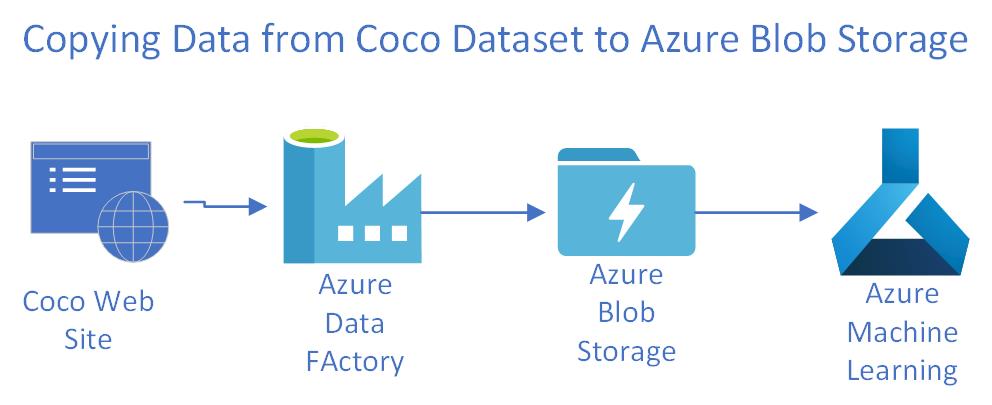 Copying Data from Coco Dataset to Azure Blob Storage
Coco Web
Site
Azure
Data
FActory
Azure
Blob
Storage
Azure
Machine
Learning